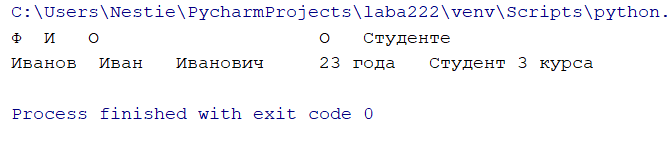 C:\Users\Nestie\PycharmProjects\laba222\venv\Scripts\python.
Ф И О О Студенте
Иванов Иван Иванович 23 года Студент 3 курса
Process finished with exit code 0